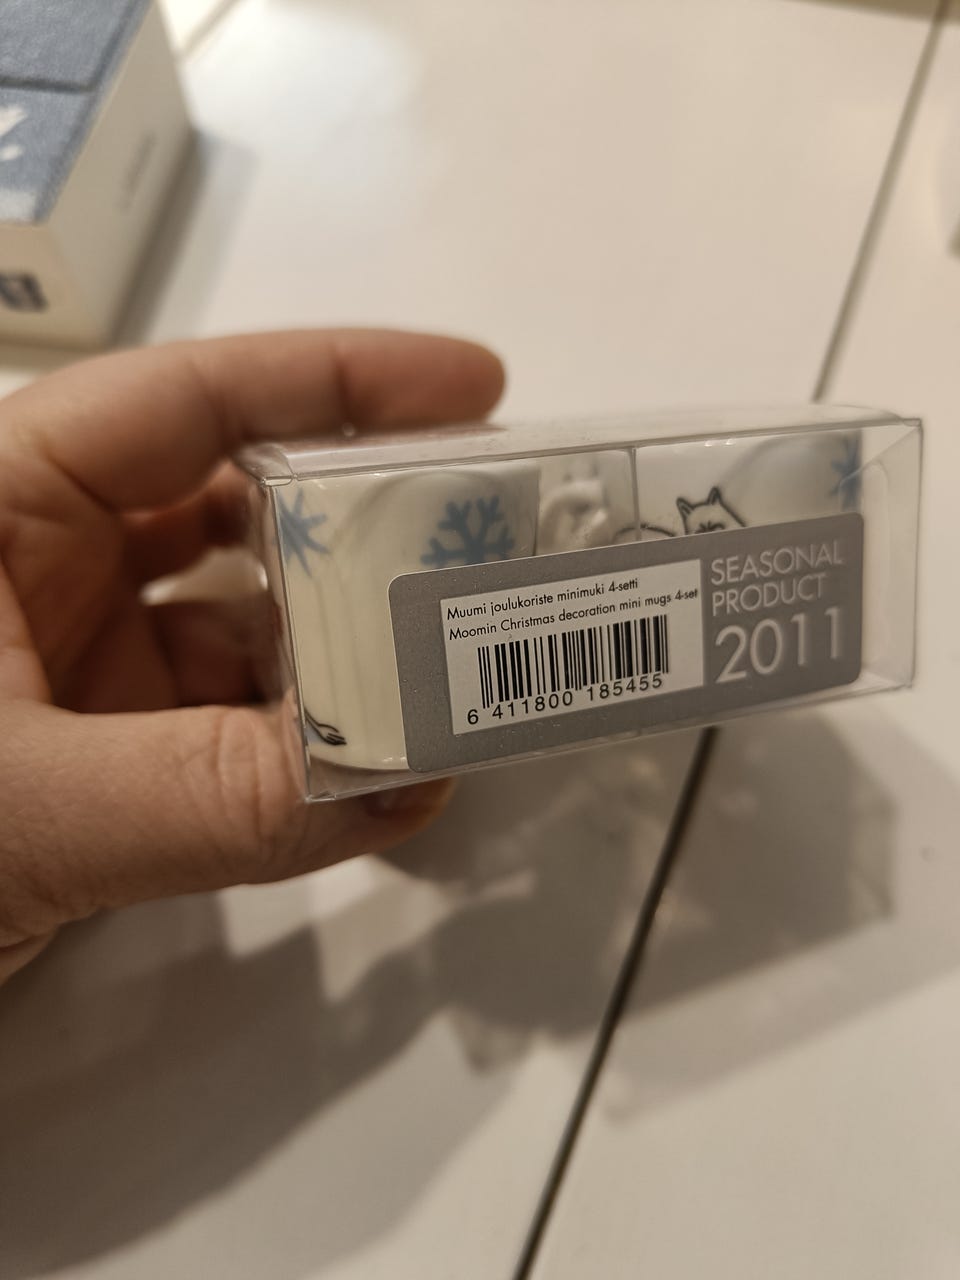 Muumi joulukoriste minimuki 4-setti
Moomin Christmas decoration mini mugs 4-set
6 411800 185455
SEASONAL
PRODUCT
2011